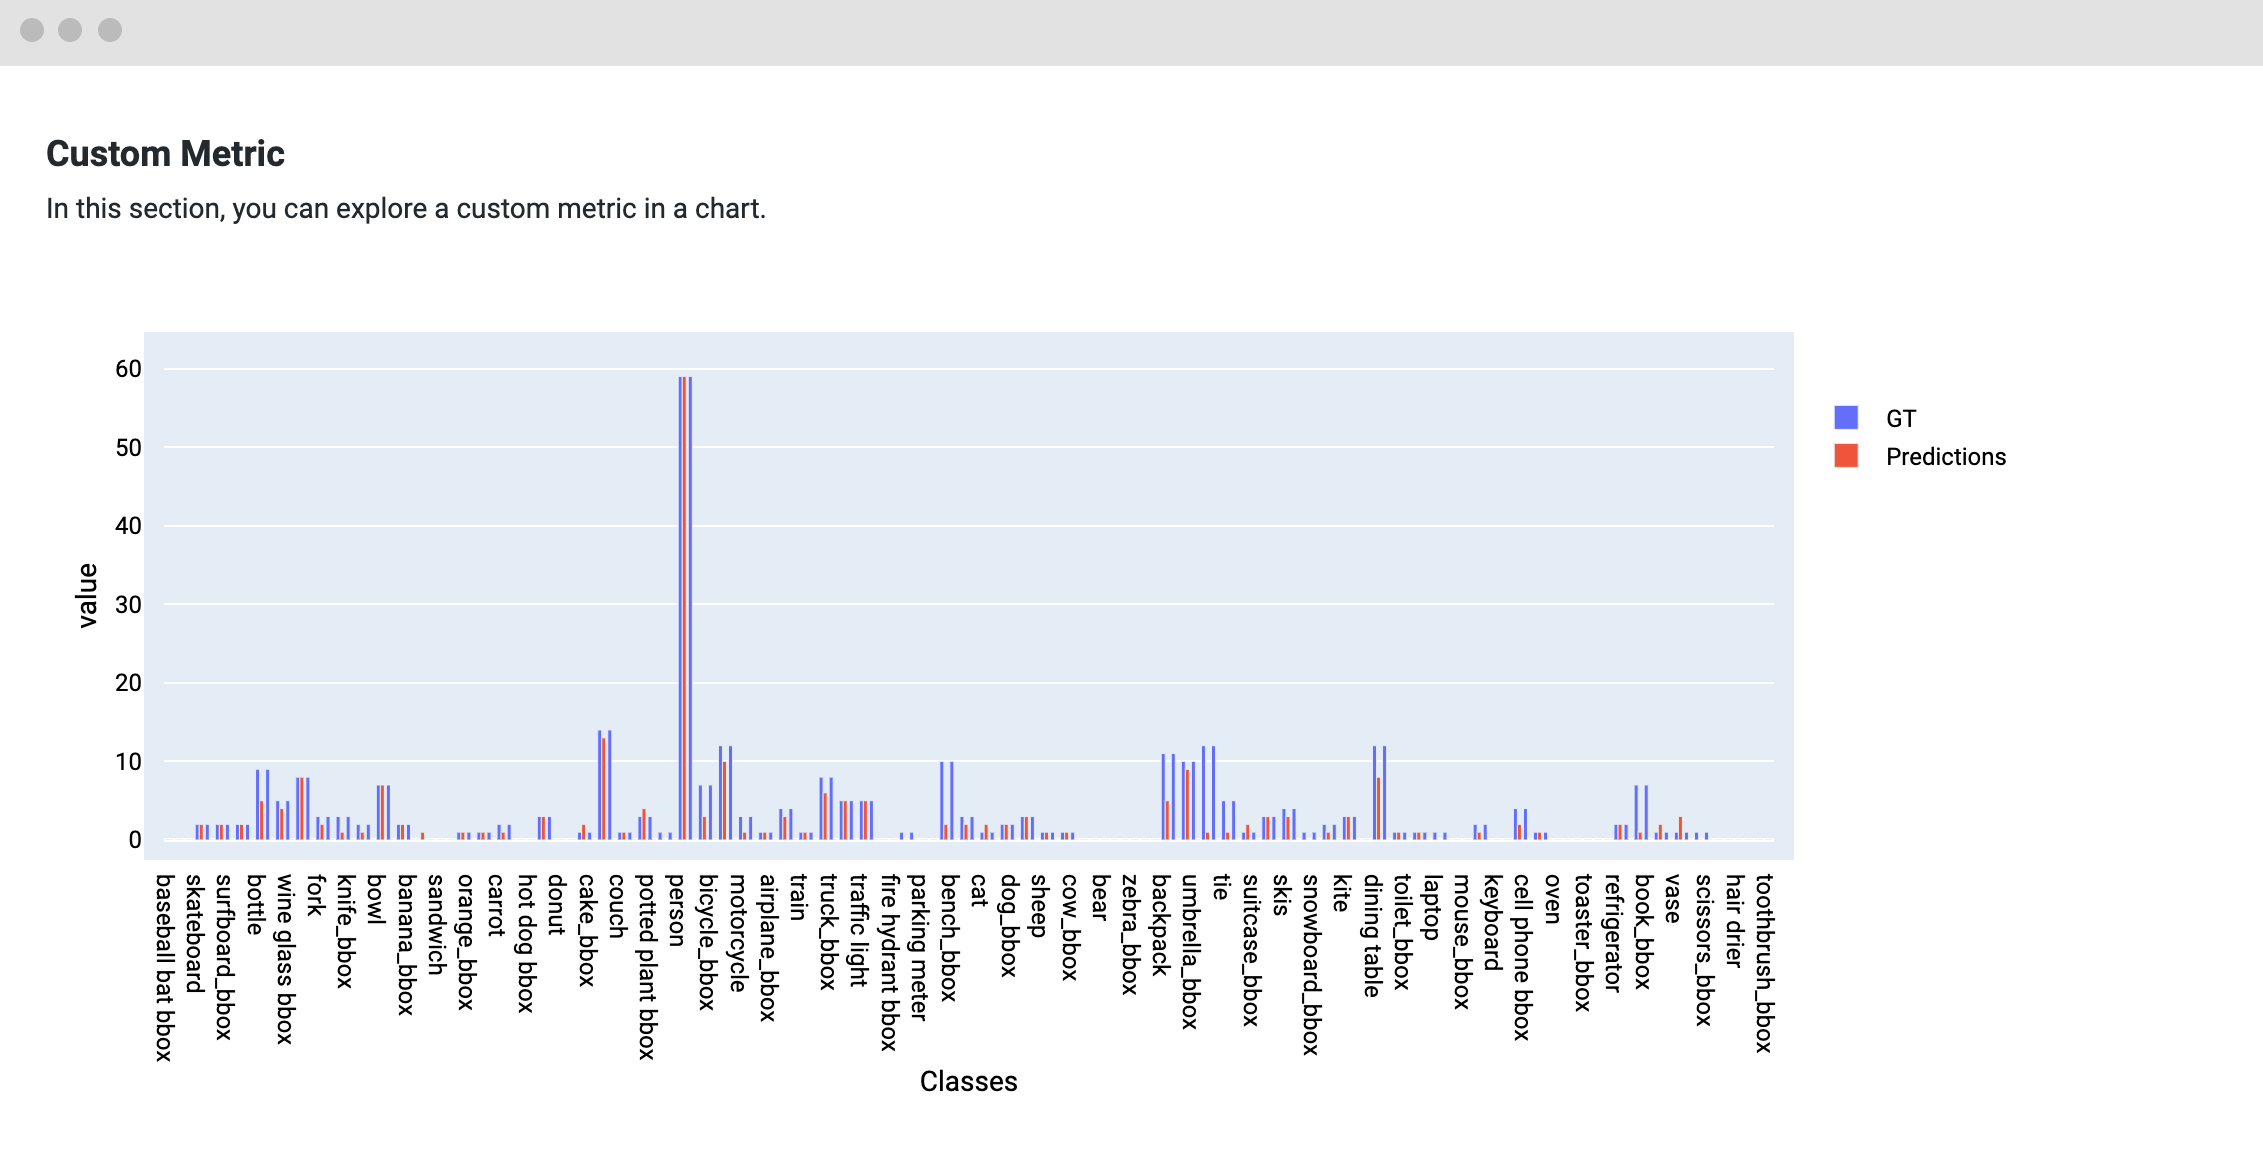 Custom Metric
In this section, you can explore a custom metric in a chart.
60
50
40
30
20
10
0
value
GT
Predictions
baseball bat bbox
skateboard
surfboard_bbox
bottle
wine glass bbox
fork
knife_bbox
bowl
banana_bbox
sandwich
orange_bbox
carrot
hot dog bbox
donut
cake_bbox
couch
potted plant bbox
person
bicycle_bbox
motorcycle
airplane_bbox
train
truck_bbox
traffic light
fire hydrant bbox
parking meter
bench_bbox
cat
dog_bbox
sheep
cow_bbox
bear
zebra_bbox
backpack
umbrella_bbox
tie
suitcase_bbox
skis
snowboard_bbox
kite
dining table
toilet_bbox
laptop
mouse_bbox
keyboard
cell phone bbox
oven
toaster_bbox
refrigerator
book_bbox
vase
scissors_bbox
hair drier
toothbrush_bbox
Classes